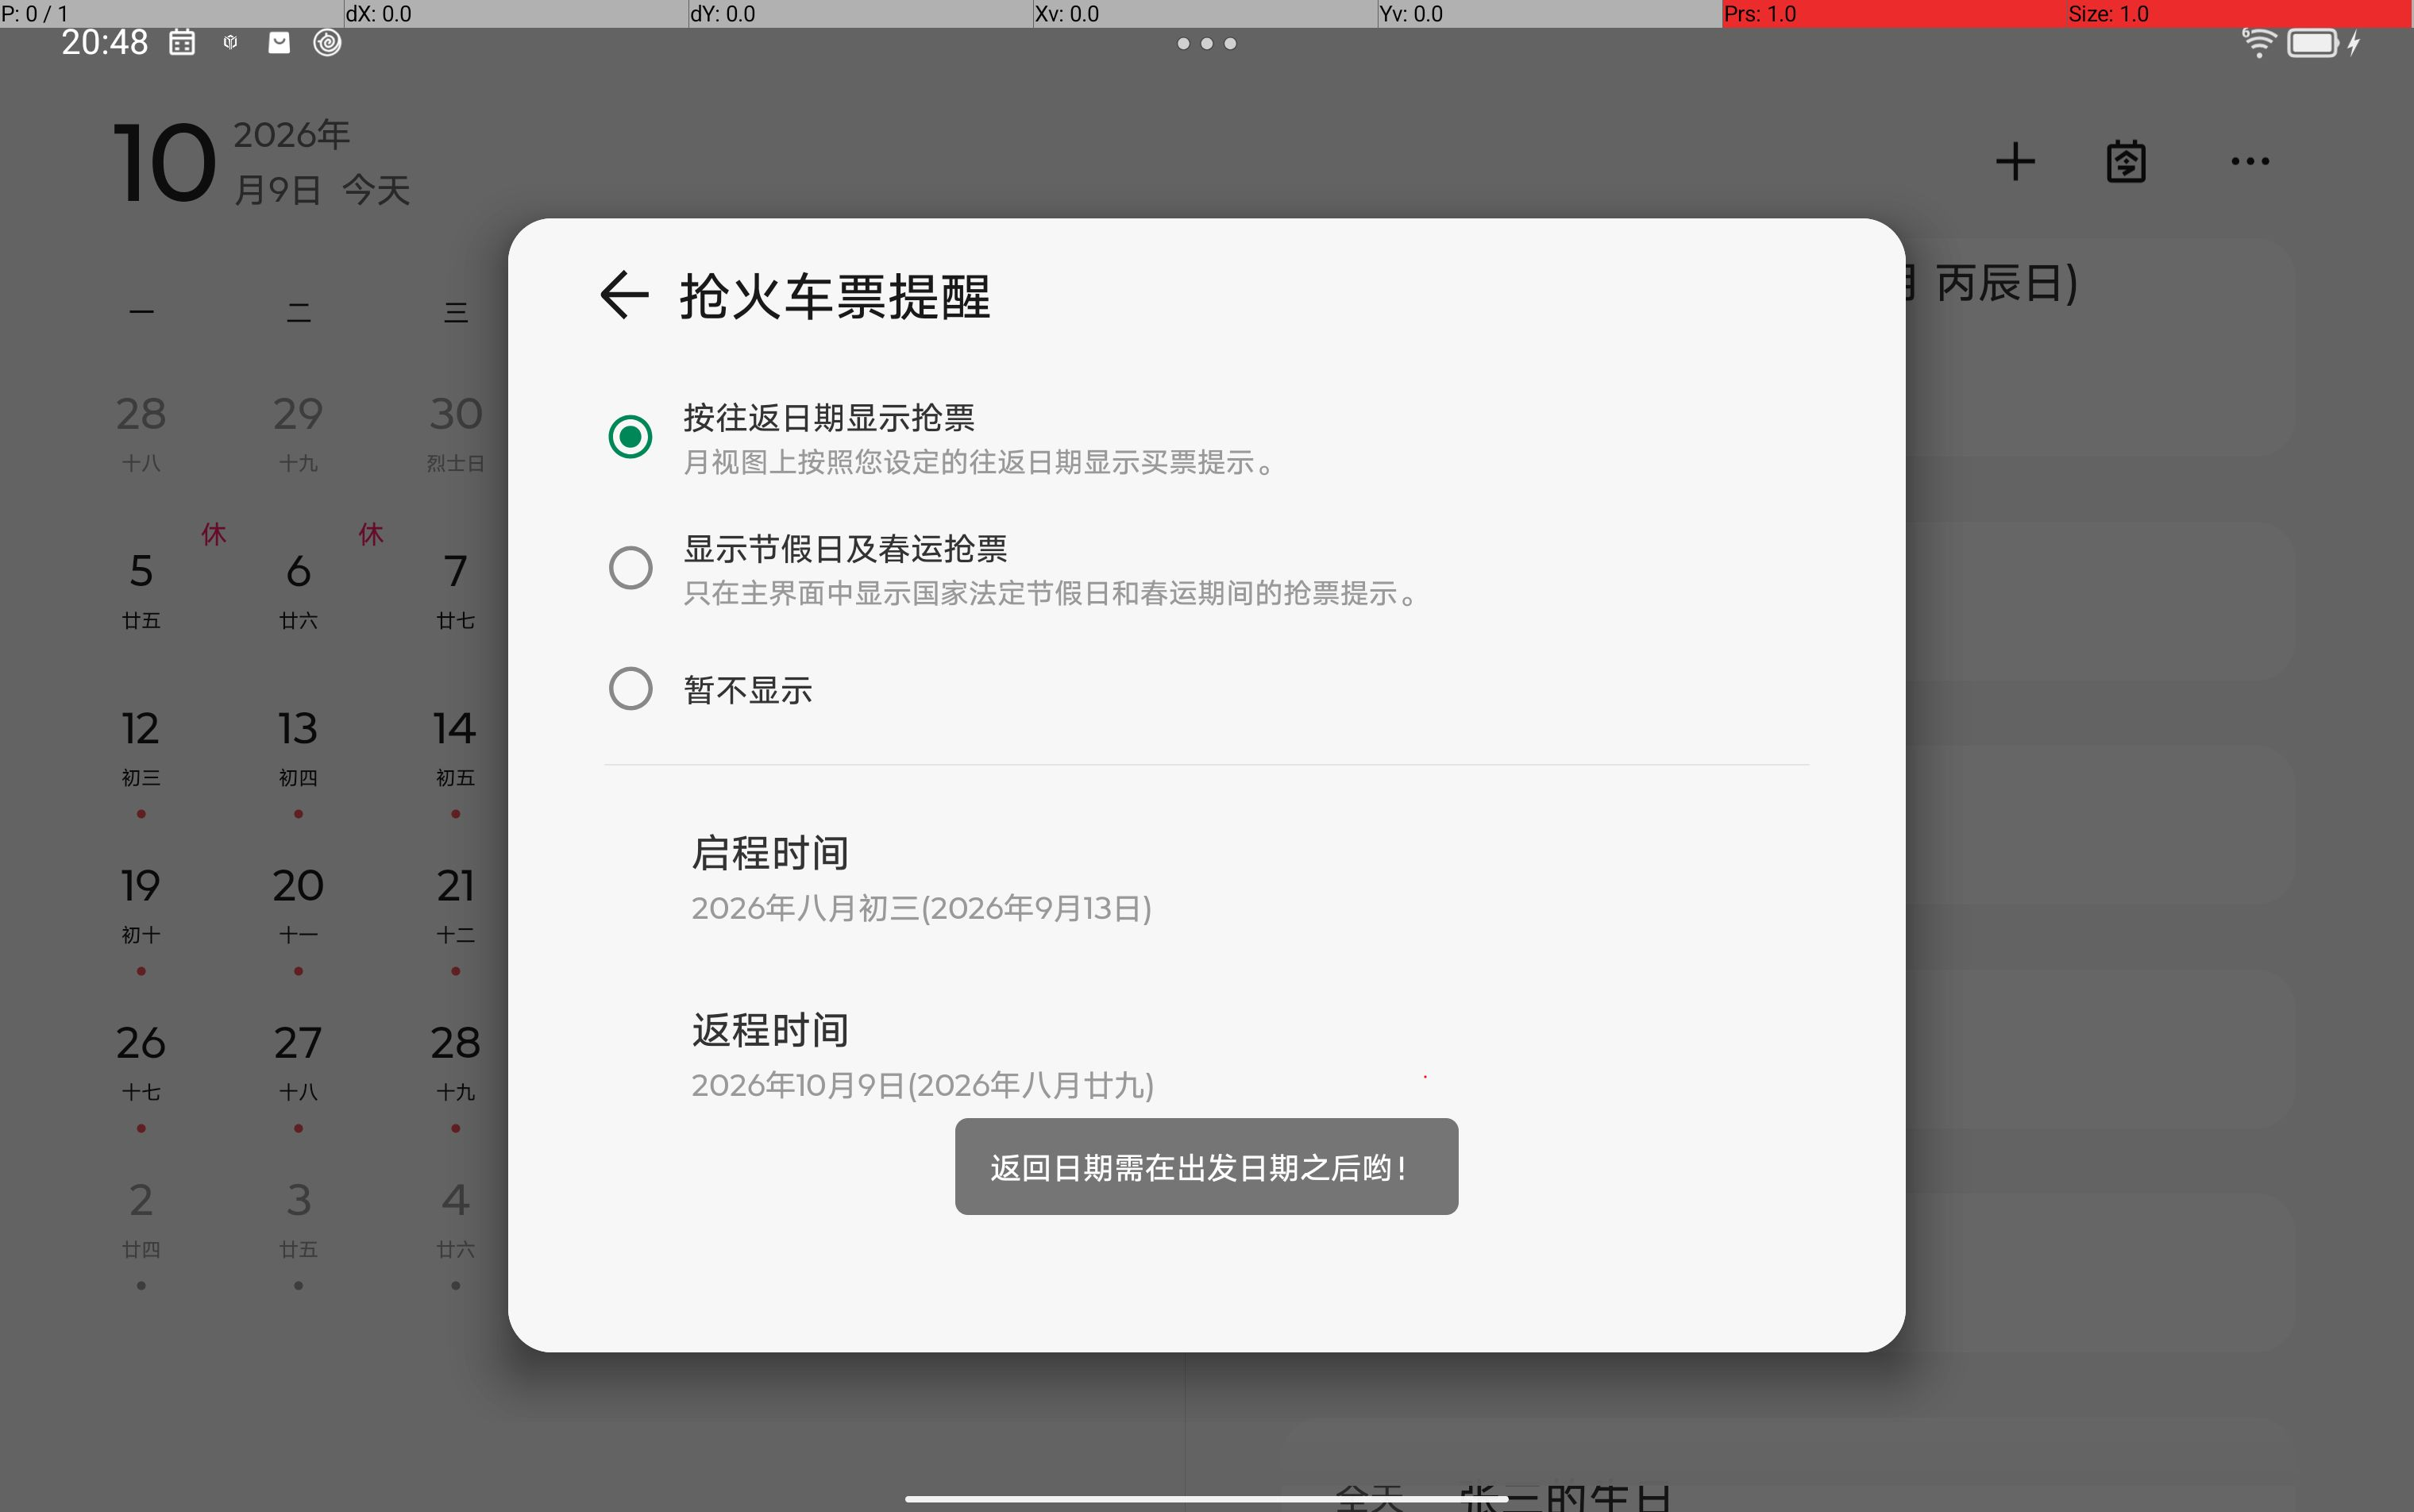 P: 0 / 1 dX: 0.0 dY: 0.0 Xv: 0.0 Yv: 0.0 Prs: 1.0 Size: 1.0
20:48
6
10 2026年
月9日 今天
抢火车票提醒
丙辰日)
一 二 三
28 29 30
十八 十九 烈士日
休 休
5 6 7
廿五 廿六 廿七
12 13 14
初三 初四 初五
19 20 21
初十 十一 十二
26 27 28
十七 十八 十九
2 3 4
廿四 廿五 廿六
按往返日期显示抢票
月视图上按照您设定的往返日期显示买票提示。
显示节假日及春运抢票
只在主界面中显示国家法定节假日和春运期间的抢票提示。
暂不显示
启程时间
2026年八月初三(2026年9月13日)
返程时间
2026年10月9日(2026年八月廿九)
返回日期需在出发日期之后哟!
全天 张三的生日